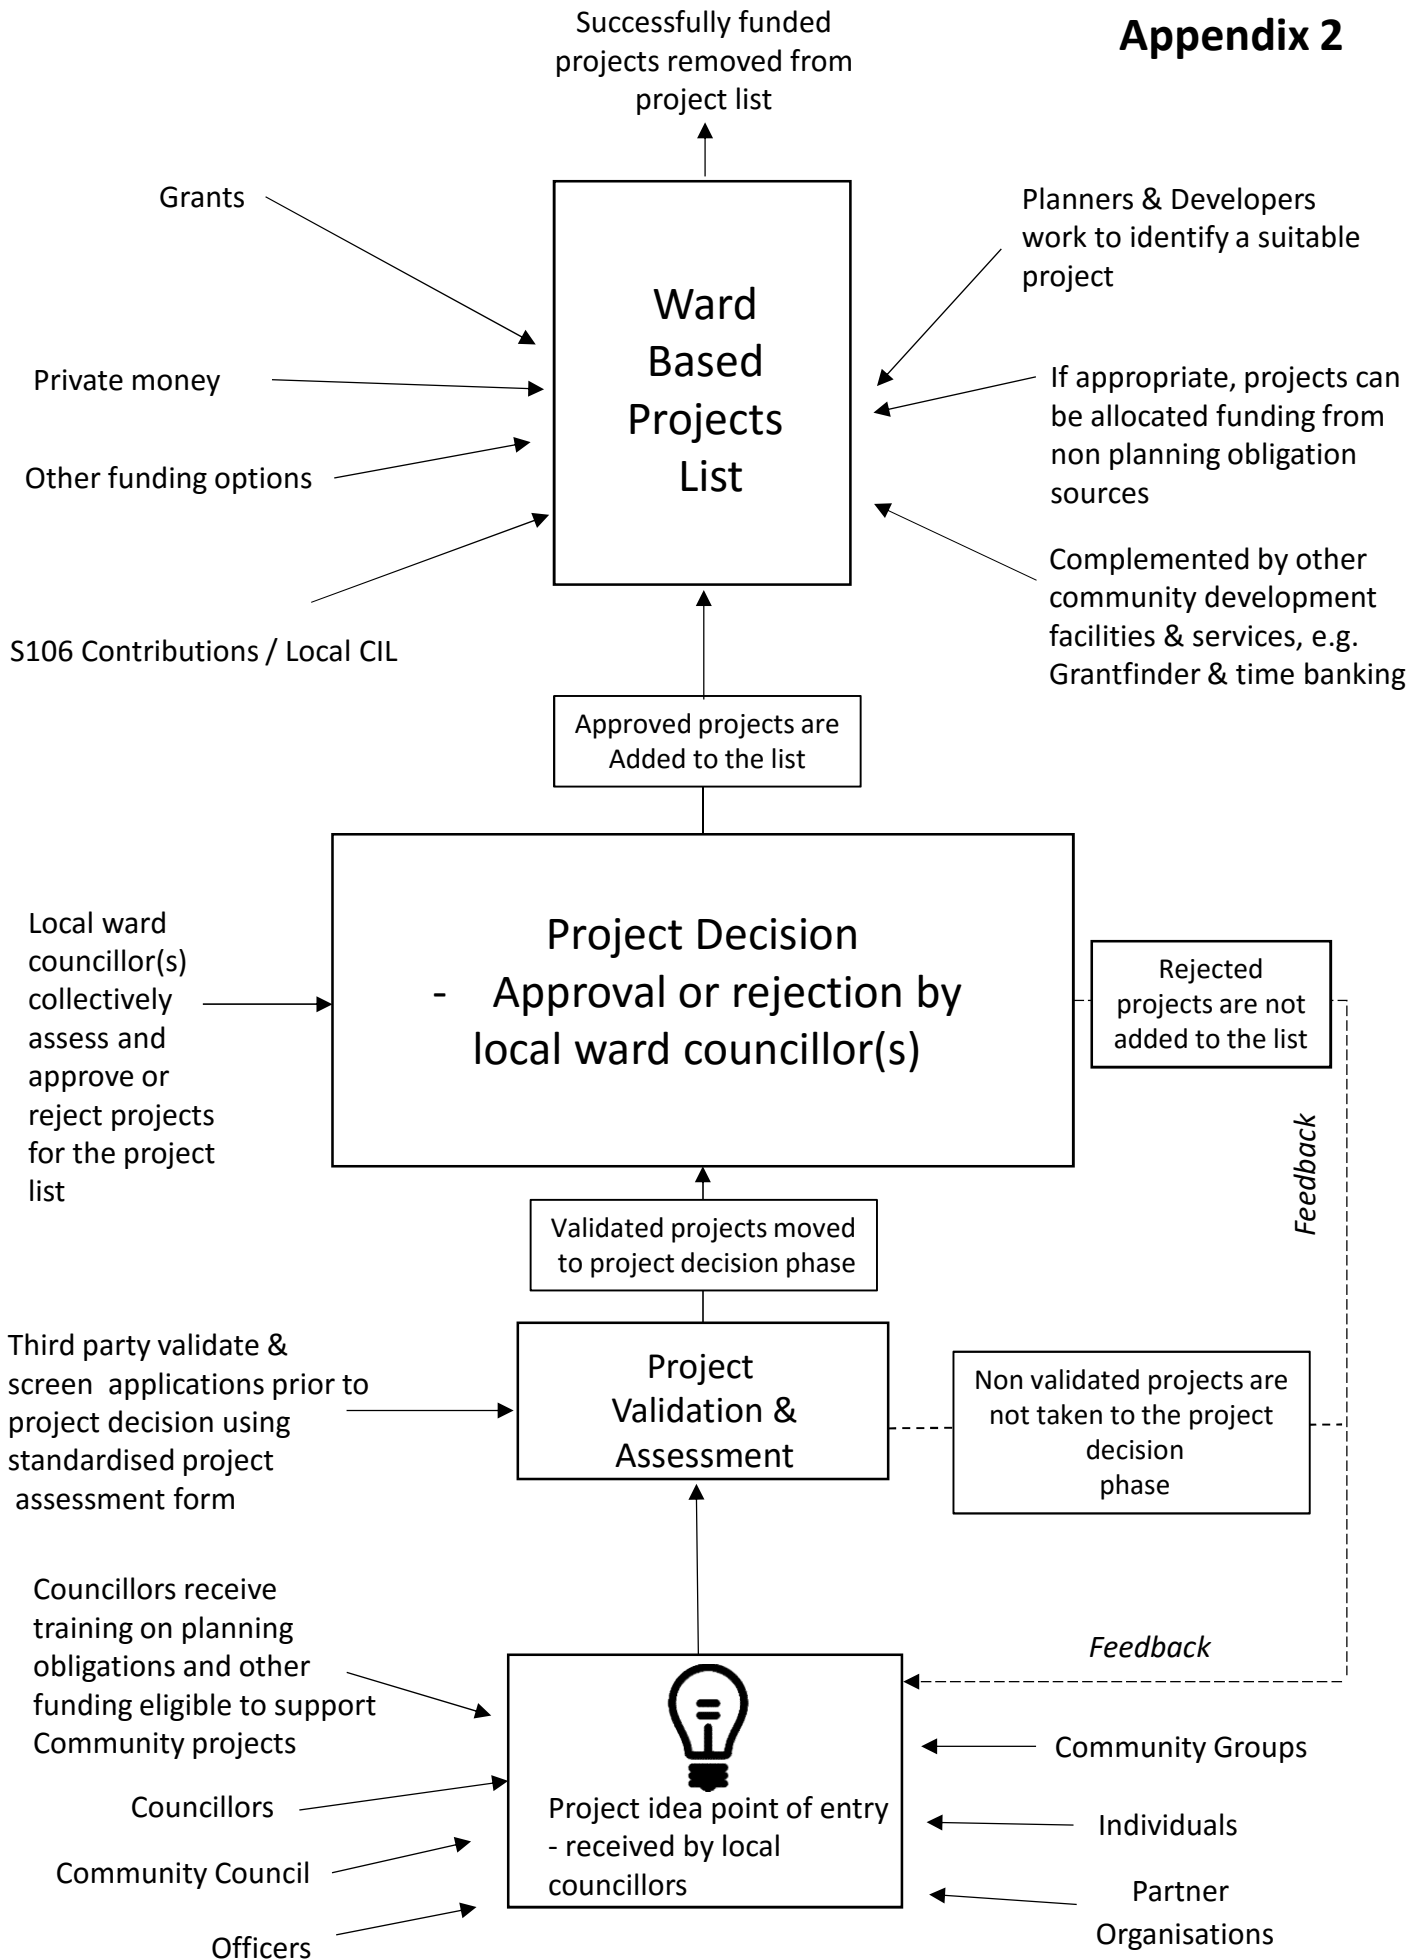 Appendix 2
Successfully funded
projects removed from
project list
Grants
Private money
Other funding options
S106 Contributions / Local CIL
Ward
Based
Projects
List
Planners & Developers
work to identify a suitable
project
If appropriate, projects can
be allocated funding from
non planning obligation
sources
Complemented by other
community development
facilities & services, e.g.
Grantfinder & time banking
Approved projects are
Added to the list
Local ward
councillor(s)
collectively
assess and
approve or
reject projects
for the project
list
Project Decision
- Approval or rejection by
local ward councillor(s)
Rejected
projects are not
added to the list
Feedback
Validated projects moved
to project decision phase
Third party validate &
screen applications prior to
project decision using
standardised project
assessment form
Project
Validation &
Assessment
Non validated projects are
not taken to the project
decision
phase
Councillors receive
training on planning
obligations and other
funding eligible to support
Community projects
Councillors
Community Council
Officers
Project idea point of entry
- received by local
councillors
Feedback
Community Groups
Individuals
Partner
Organisations